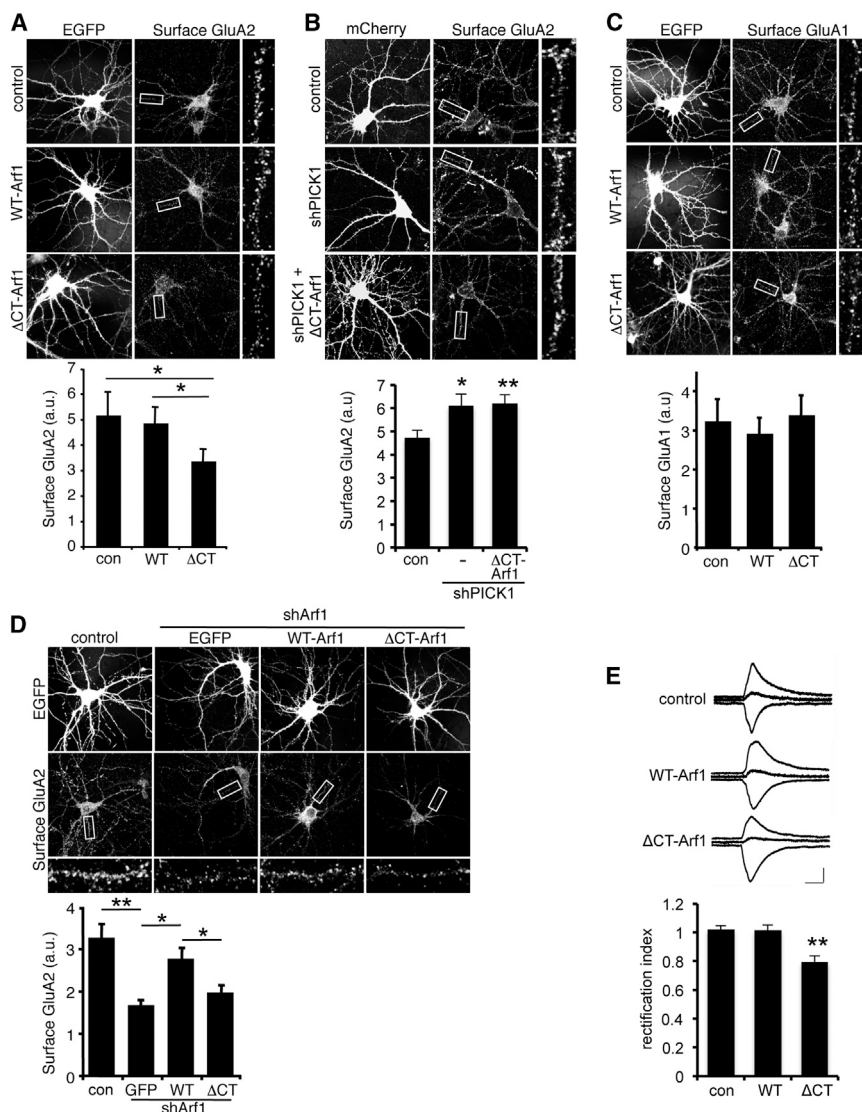 A
EGFP
Surface GluA2
control
WT-Arf1
ΔCT-Arf1
*
*
Surface GluA2 (a.u.)
7
6
5
4
3
2
1
0
con
WT
ΔCT
B
mCherry
Surface GluA2
control
shPICK1
shPICK1 +
ΔCT-Arf1
Surface GluA2 (a.u.)
7
6
5
4
3
2
1
0
*
**
con
-
ΔCT-
Arf1
shPICK1
C
EGFP
Surface GluA1
control
WT-Arf1
ΔCT-Arf1
Surface GluA1 (a.u)
4
3
2
1
0
con
WT
ΔCT
D
shArf1
control
EGFP
WT-Arf1
ΔCT-Arf1
EGFP
Surface GluA2
Surface GluA2 (a.u.)
4
3
2
1
0
**
*
*
con
GFP
WT
ΔCT
shArf1
E
control
WT-Arf1
ΔCT-Arf1
rectification index
1.2
1
0.8
0.6
0.4
0.2
0
**
con
WT
ΔCT